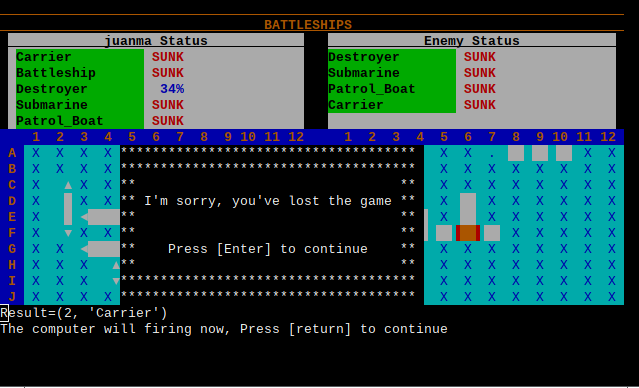 BATTLESHIPS
juanma Status Enemy Status
Carrier SUNK Destroyer SUNK
Battleship SUNK Submarine SUNK
Destroyer 34% Patrol_Boat SUNK
Submarine SUNK Carrier SUNK
Patrol_Boat SUNK
1 2 3 4 5 6 7 8 9 10 11 12 1 2 3 4 5 6 7 8 9 10 11 12
A X X X X ************************************* X X . X X
B X X X X ************************************* X X X X X X X X
C X X X ** ** X X X X X X X X
D X X X ** I'm sorry, you've lost the game ** X X X X X X X
E X ** ** X X X X X X X
F X X X ** ** X X X X X
G X X ** Press [Enter] to continue ** X X X X X X X X
H X X X ** ** X X X X X X X X
I X X X ************************************* X X X X X X X X
J X X X X ************************************* X X X X X X X X
Result=(2, 'Carrier')
The computer will firing now, Press [return] to continue